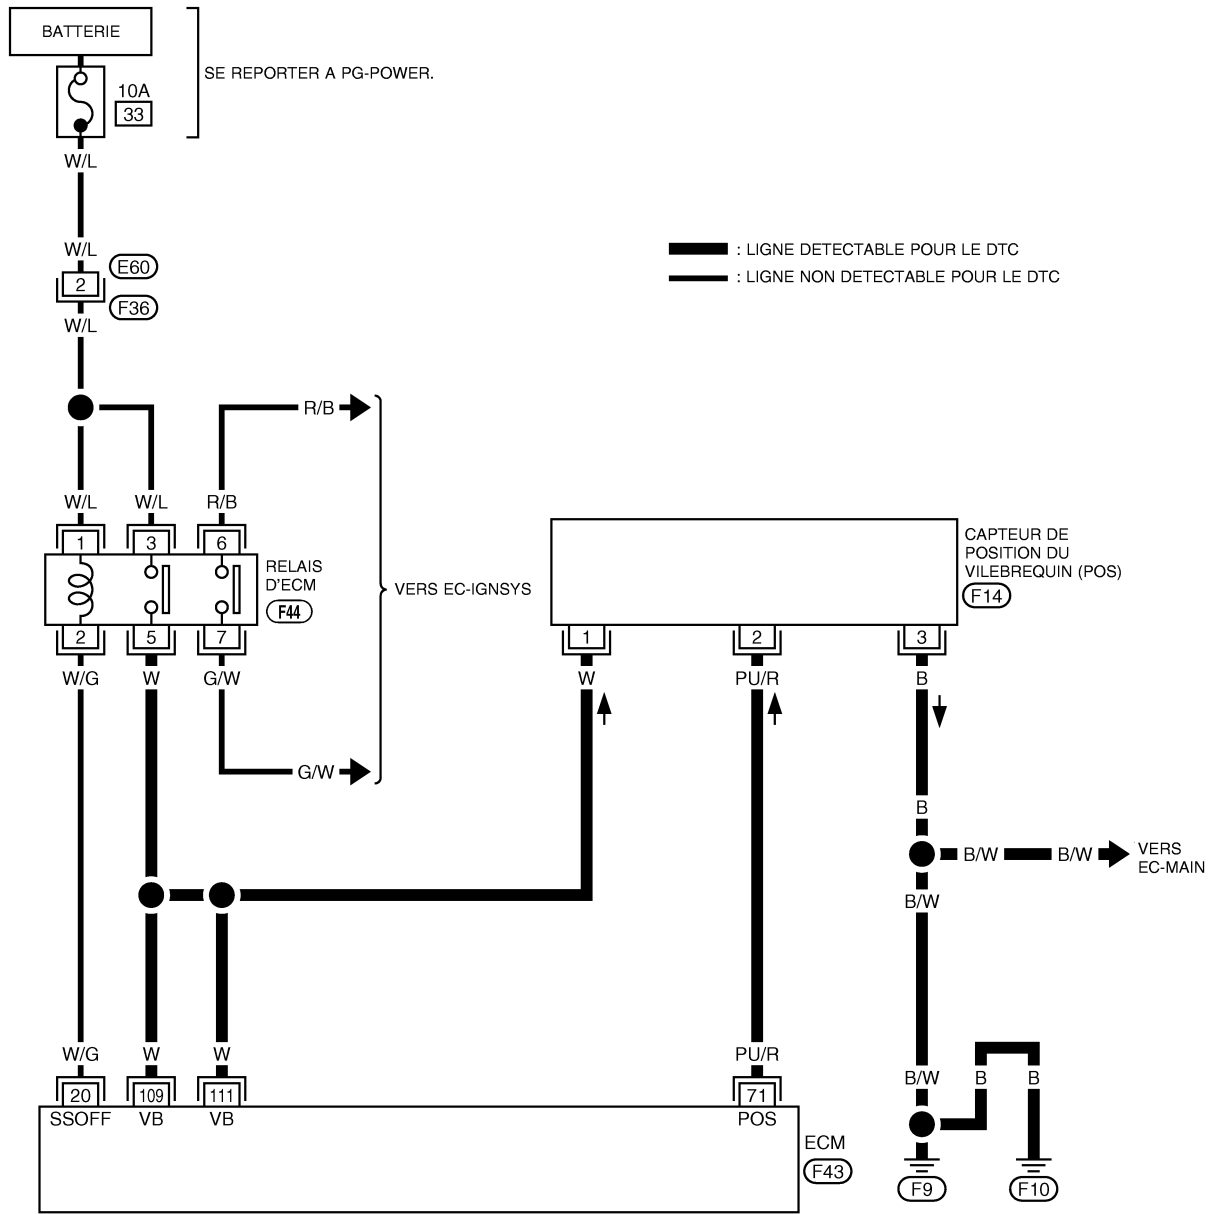 BATTERIE
SE REPORTER A PG-POWER.
10A
33
W/L
W/L
E60
2
F36
W/L
: LIGNE DETECTABLE POUR LE DTC
: LIGNE NON DETECTABLE POUR LE DTC
R/B
W/L W/L R/B
1 3 6
RELAIS
D'ECM
F44
2 5 7
W/G W G/W
G/W
VERS EC-IGNSYS
CAPTEUR DE
POSITION DU
VILEBREQUIN (POS)
F14
1 2 3
W PU/R B
B
B/W B/W
VERS
EC-MAIN
B/W
W/G W W PU/R
B/W B B
20 109 111 71
SSOFF VB VB POS
ECM
F43
F9 F10